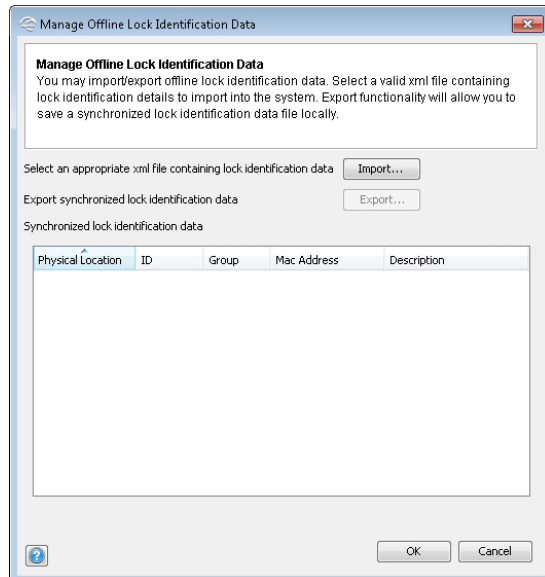 Manage Offline Lock Identification Data
Manage Offline Lock Identification Data
You may import/export offline lock identification data. Select a valid xml file containing
lock identification details to import into the system. Export functionality will allow you to
save a synchronized lock identification data file locally.
Select an appropriate xml file containing lock identification data Import...
Export synchronized lock identification data Export...
Synchronized lock identification data
Physical Location ID Group Mac Address Description
? OK Cancel